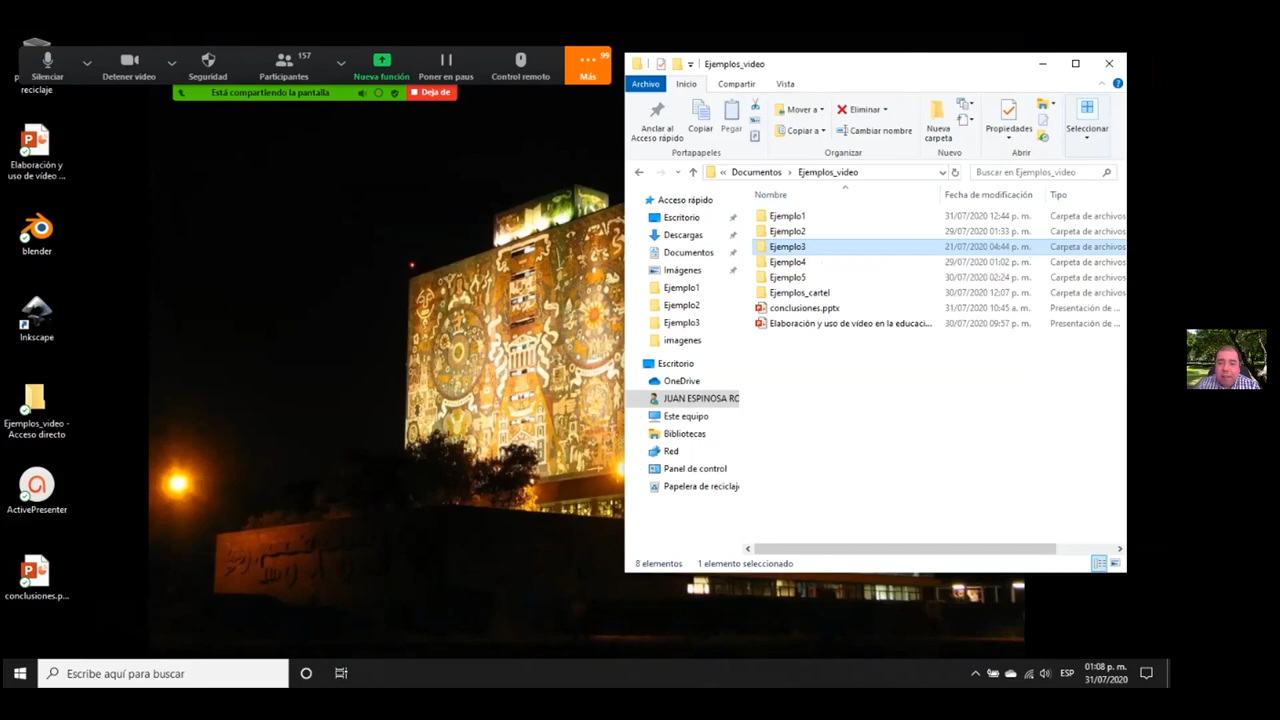 157
99
Silenciar
Detener video
Seguridad
Participantes
Nueva función
Poner en paus
Control remoto
Más
Está compartiendo la pantalla
Deja de
reciclaje
Elaboración y
uso de vídeo ...
blender
Inkscape
Ejemplos_video -
Acceso directo
ActivePresenter
conclusiones.p...
Ejemplos_video
Archivo
Inicio
Compartir
Vista
Anclar al
Acceso rápido
Copiar
Pegar
Mover a
Copiar a
Eliminar
Cambiar nombre
Nueva
carpeta
Propiedades
Seleccionar
Portapapeles
Organizar
Nuevo
Abrir
« Documentos > Ejemplos_video
Buscar en Ejemplos_video
Acceso rápido
Escritorio
Descargas
Documentos
Imágenes
Ejemplo1
Ejemplo2
Ejemplo3
imagenes
Escritorio
OneDrive
JUAN ESPINOSA RO
Este equipo
Bibliotecas
Red
Panel de control
Papelera de reciclaje
Nombre Fecha de modificación Tipo
Ejemplo1 31/07/2020 12:44 p. m. Carpeta de archivos
Ejemplo2 29/07/2020 01:33 p. m. Carpeta de archivos
Ejemplo3 21/07/2020 04:44 p. m. Carpeta de archivos
Ejemplo4 29/07/2020 01:02 p. m. Carpeta de archivos
Ejemplo5 30/07/2020 02:24 p. m. Carpeta de archivos
Ejemplos_cartel 30/07/2020 12:07 p. m. Carpeta de archivos
conclusiones.pptx 31/07/2020 10:45 a. m. Presentación de ...
Elaboración y uso de vídeo en la educaci... 30/07/2020 09:57 p. m. Presentación de ...
8 elementos 1 elemento seleccionado
Escribe aquí para buscar
ESP
01:08 p. m.
31/07/2020